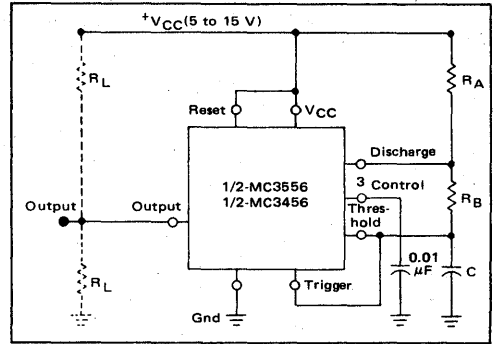 +VCC(5 to 15 V)
RL
RA
Reset
VCC
Discharge
1/2-MC3556
1/2-MC3456
3 Control
RB
Output
Output
Thres-
hold
0.01
µF
C
RL
Trigger
Gnd